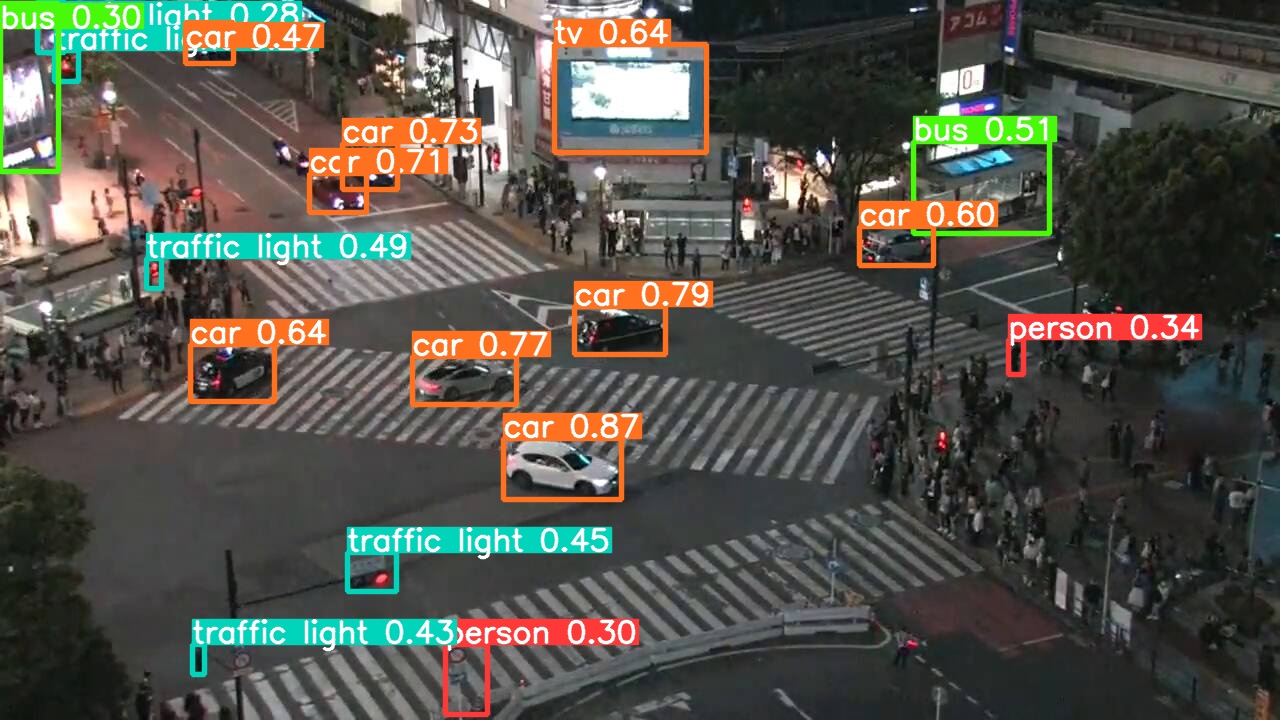 bus 0.30
light 0.28
traffic lig
car 0.47
tv 0.64
アコム
car 0.73
car 0.71
bus 0.51
car 0.60
traffic light 0.49
car 0.79
person 0.34
car 0.64
car 0.77
car 0.87
traffic light 0.45
traffic light 0.43
person 0.30